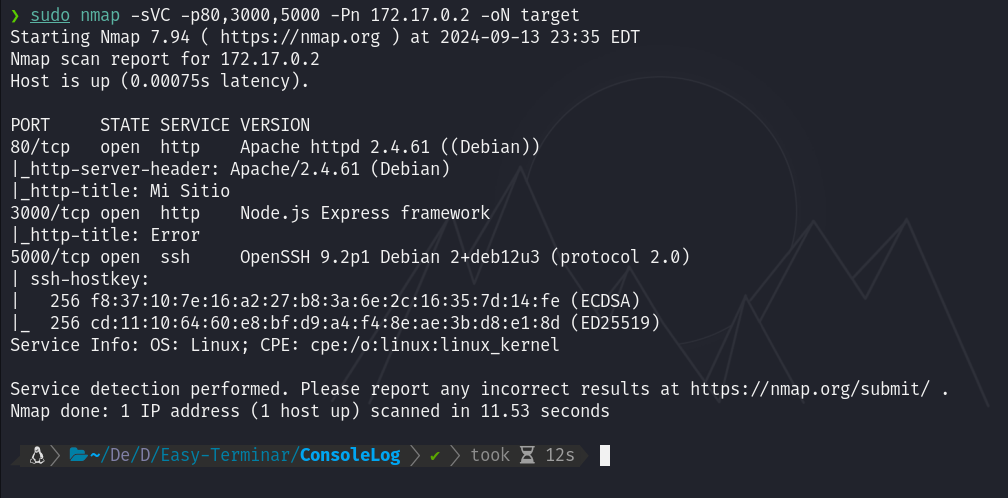 ❯ sudo nmap -sVC -p80,3000,5000 -Pn 172.17.0.2 -oN target
Starting Nmap 7.94 ( https://nmap.org ) at 2024-09-13 23:35 EDT
Nmap scan report for 172.17.0.2
Host is up (0.00075s latency).

PORT     STATE SERVICE VERSION
80/tcp   open  http    Apache httpd 2.4.61 ((Debian))
|_http-server-header: Apache/2.4.61 (Debian)
|_http-title: Mi Sitio
3000/tcp open  http    Node.js Express framework
|_http-title: Error
5000/tcp open  ssh     OpenSSH 9.2p1 Debian 2+deb12u3 (protocol 2.0)
| ssh-hostkey:
|   256 f8:37:10:7e:16:a2:27:b8:3a:6e:2c:16:35:7d:14:fe (ECDSA)
|_  256 cd:11:10:64:60:e8:bf:d9:a4:f4:8e:ae:3b:d8:e1:8d (ED25519)
Service Info: OS: Linux; CPE: cpe:/o:linux:linux_kernel

Service detection performed. Please report any incorrect results at https://nmap.org/submit/ .
Nmap done: 1 IP address (1 host up) scanned in 11.53 seconds

~/De/D/Easy-Terminar/ConsoleLog ✔ took 12s